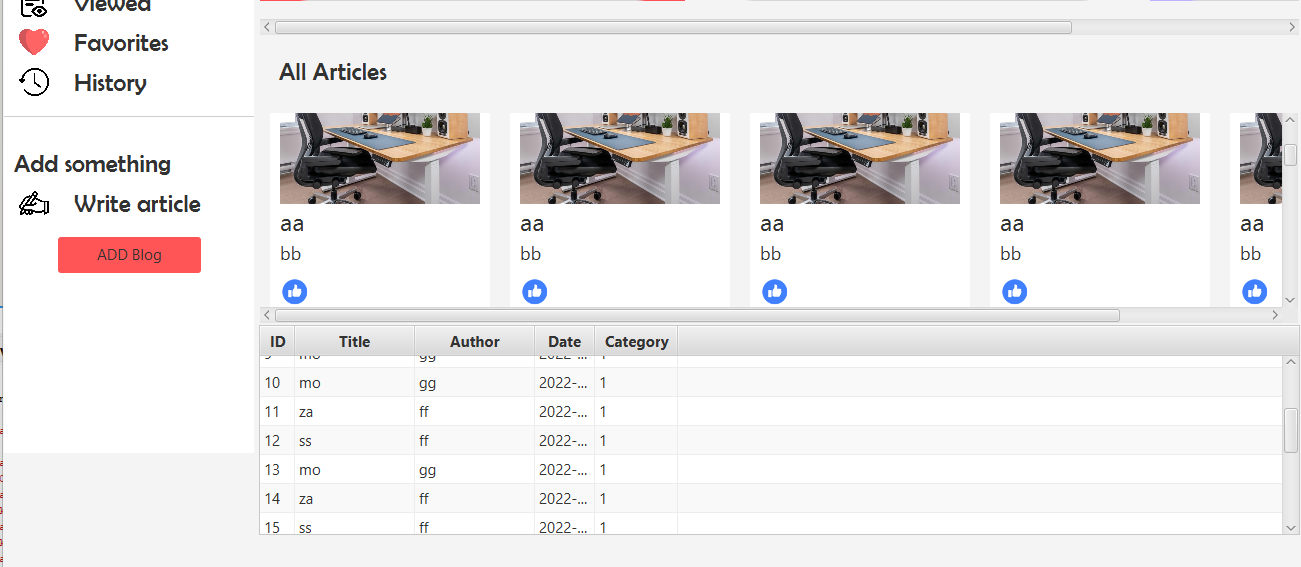 Viewed
Favorites
History
Add something
Write article
ADD Blog
All Articles
aa aa aa aa aa
bb bb bb bb bb
ID Title Author Date Category
9 mo gg 2022-... 1
10 mo gg 2022-... 1
11 za ff 2022-... 1
12 ss ff 2022-... 1
13 mo gg 2022-... 1
14 za ff 2022-... 1
15 ss ff 2022-... 1